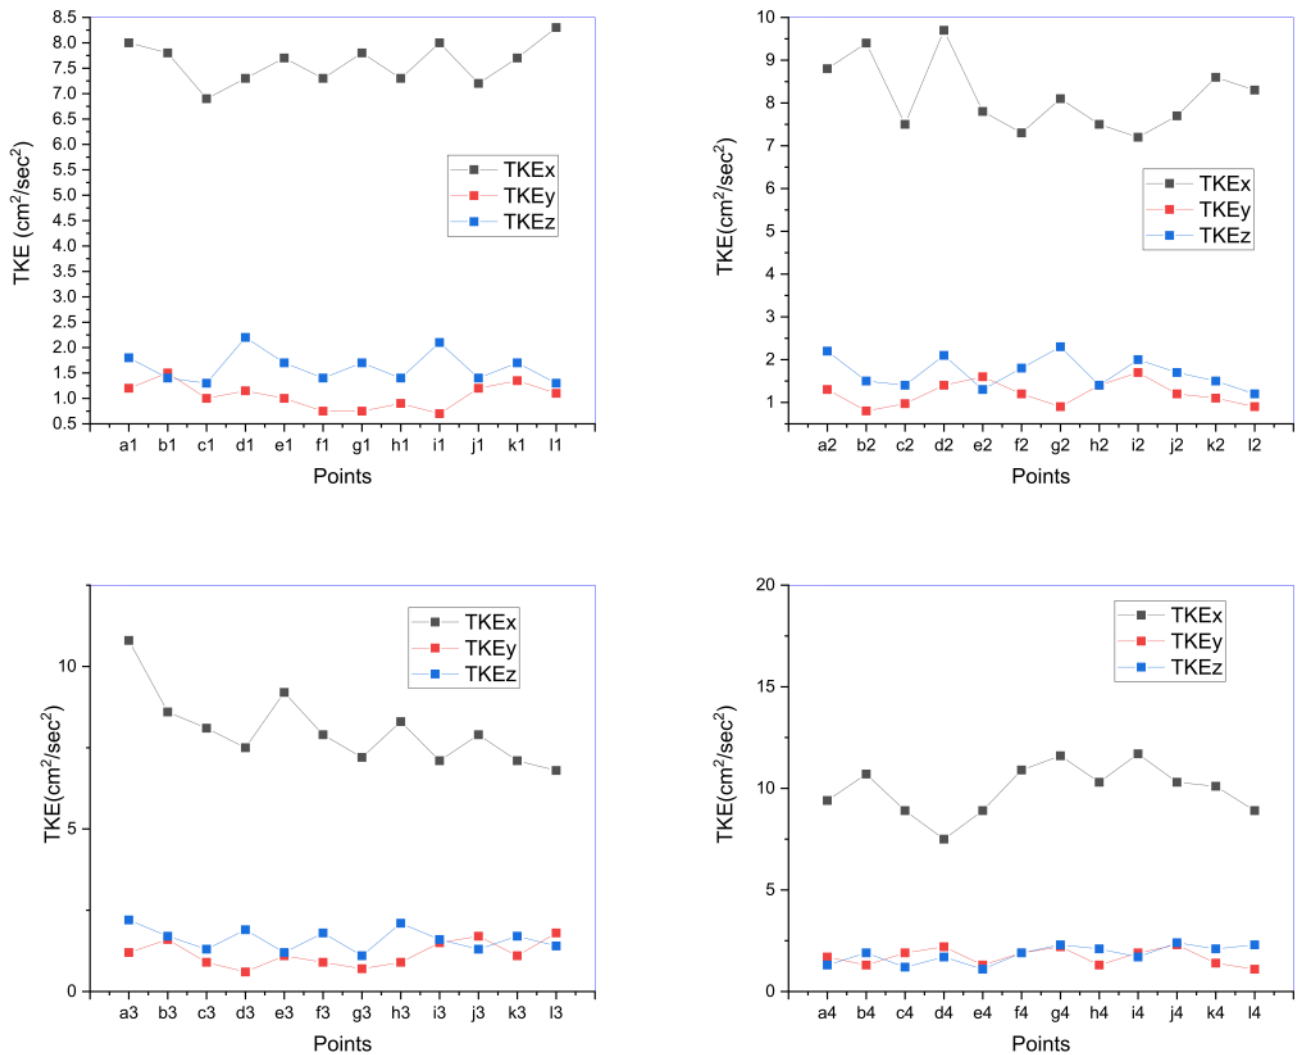 8.5
8.0
7.5
7.0
6.5
6.0
5.5
5.0
4.5
4.0
3.5
3.0
2.5
2.0
1.5
1.0
0.5
TKE (cm²/sec²)
TKEx
TKEy
TKEz
a1 b1 c1 d1 e1 f1 g1 h1 i1 j1 k1 l1
Points
10
9
8
7
6
5
4
3
2
1
TKE(cm²/sec²)
TKEx
TKEy
TKEz
a2 b2 c2 d2 e2 f2 g2 h2 i2 j2 k2 l2
Points
10
5
0
TKE(cm²/sec²)
TKEx
TKEy
TKEz
a3 b3 c3 d3 e3 f3 g3 h3 i3 j3 k3 l3
Points
20
15
10
5
0
TKE(cm²/sec²)
TKEx
TKEy
TKEz
a4 b4 c4 d4 e4 f4 g4 h4 i4 j4 k4 l4
Points